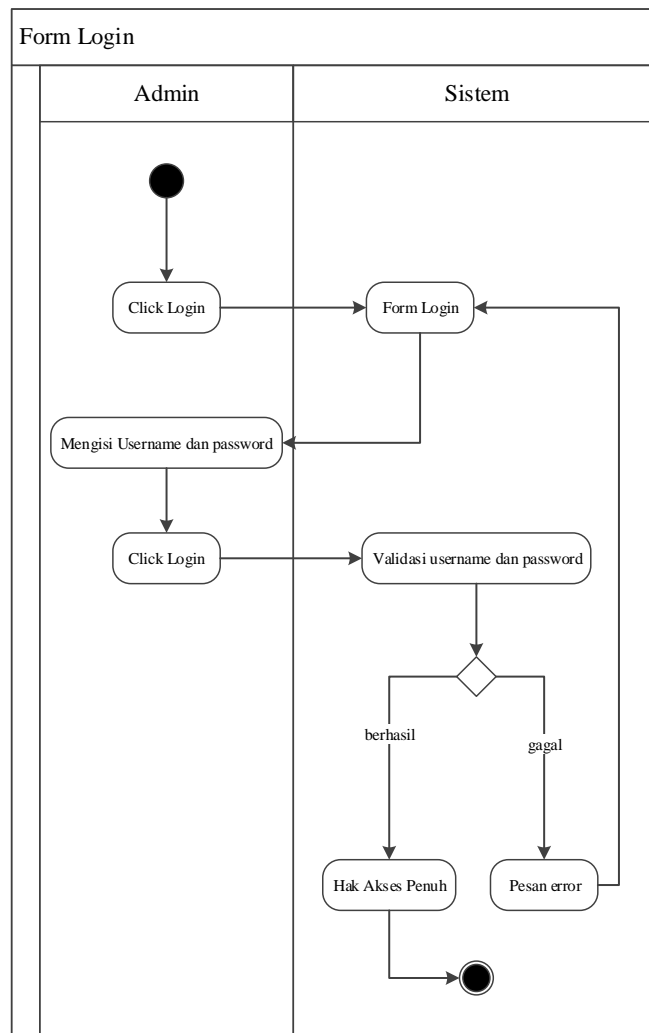 Form Login
Admin
Sistem
Click Login
Form Login
Mengisi Username dan password
Click Login
Validasi username dan password
berhasil
gagal
Hak Akses Penuh
Pesan error